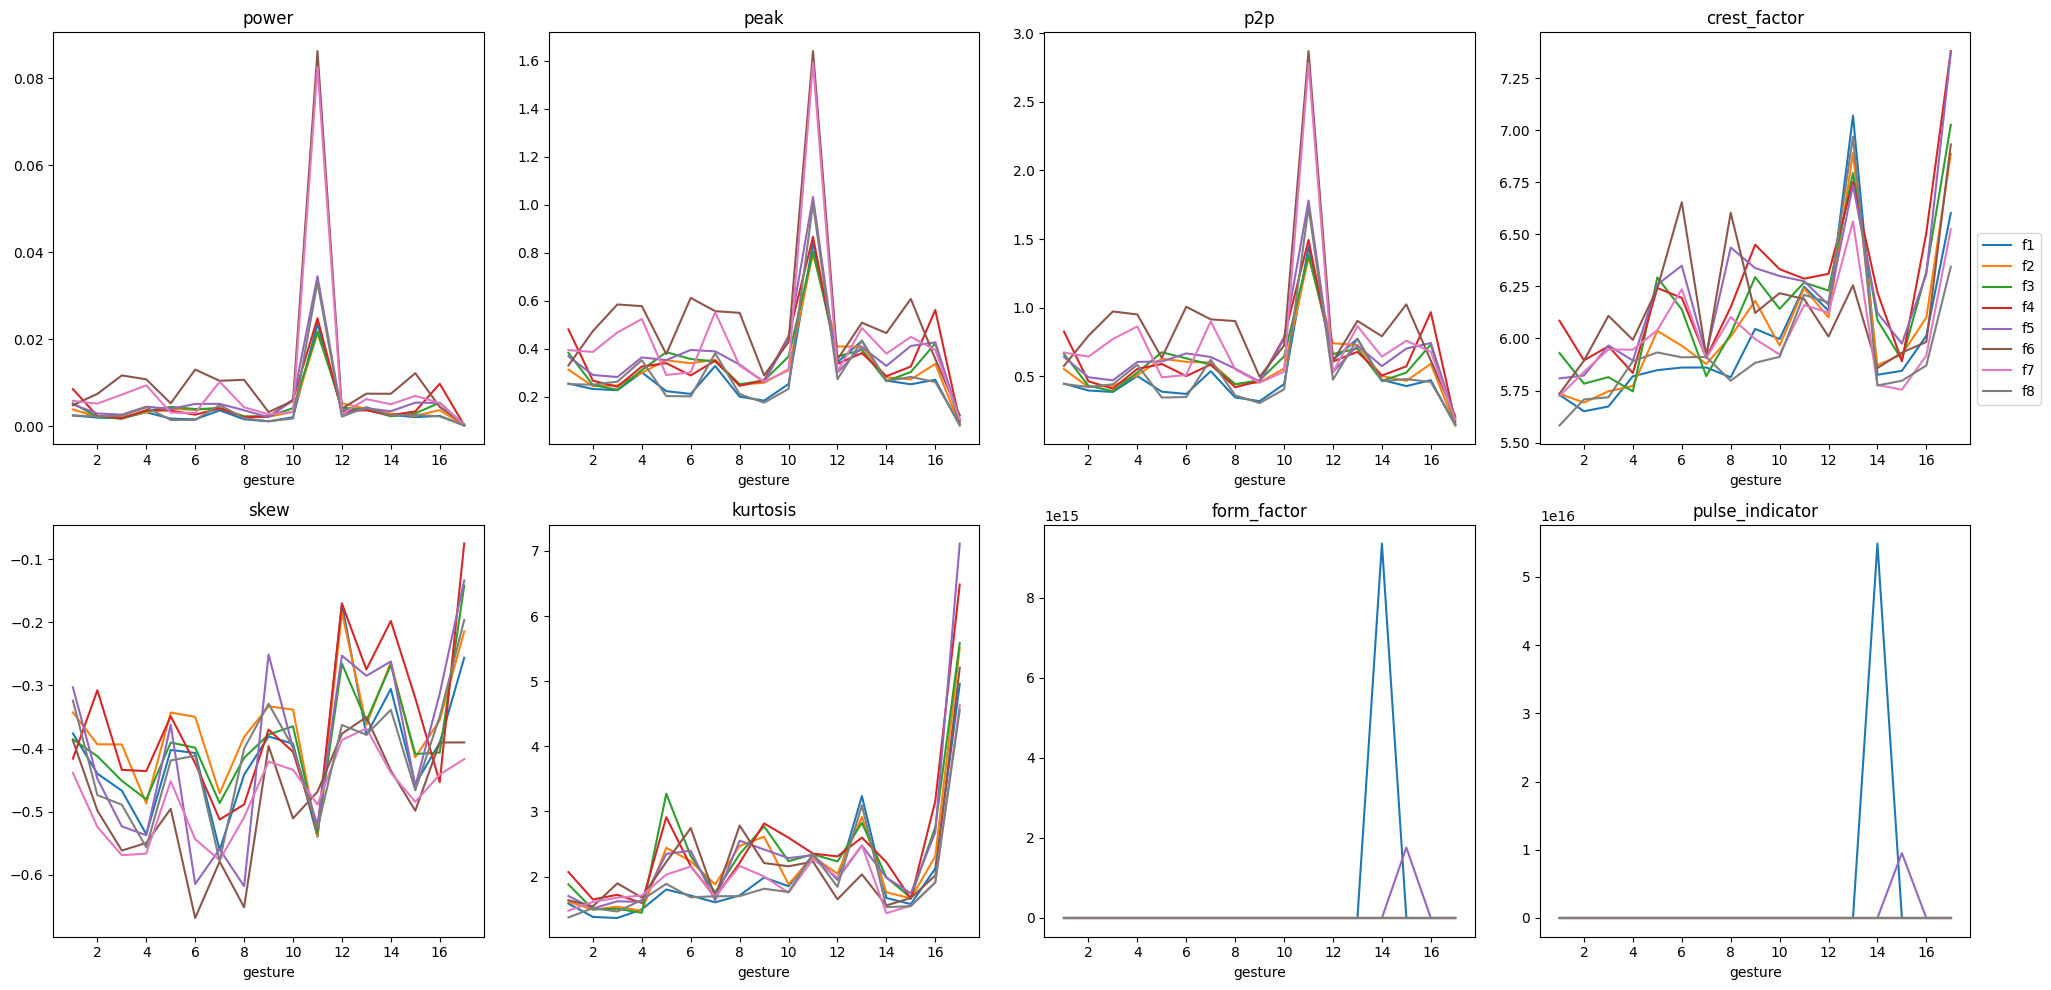 power
0.08
0.06
0.04
0.02
0.00
2 4 6 8 10 12 14 16
gesture
peak
1.6
1.4
1.2
1.0
0.8
0.6
0.4
0.2
2 4 6 8 10 12 14 16
gesture
p2p
3.0
2.5
2.0
1.5
1.0
0.5
2 4 6 8 10 12 14 16
gesture
crest_factor
7.25
7.00
6.75
6.50
6.25
6.00
5.75
5.50
2 4 6 8 10 12 14 16
gesture
f1
f2
f3
f4
f5
f6
f7
f8
skew
−0.1
−0.2
−0.3
−0.4
−0.5
−0.6
2 4 6 8 10 12 14 16
gesture
kurtosis
7
6
5
4
3
2
2 4 6 8 10 12 14 16
gesture
form_factor
1e15
8
6
4
2
0
2 4 6 8 10 12 14 16
gesture
pulse_indicator
1e16
5
4
3
2
1
0
2 4 6 8 10 12 14 16
gesture